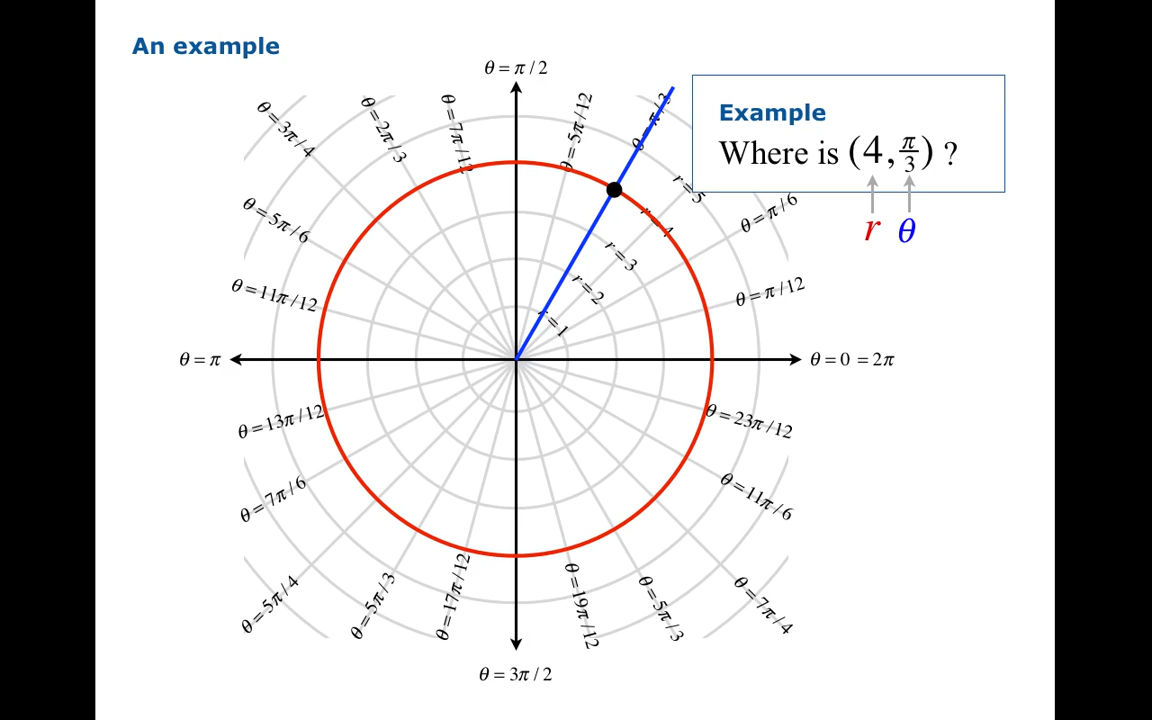 An example
θ = π / 2
Example
Where is (4, π/3) ?
r θ
θ = 3π / 4
θ = 2π / 3
θ = 7π / 12
θ = 5π / 12
θ = π / 3
r = 5
θ = π / 6
θ = 5π / 6
r = 4
r = 3
θ = 11π / 12
r = 2
θ = π / 12
r = 1
θ = π
θ = 0 = 2π
θ = 13π / 12
θ = 23π / 12
θ = 7π / 6
θ = 11π / 6
θ = 5π / 4
θ = 5π / 3
θ = 17π / 12
θ = 19π / 12
θ = 5π / 3
θ = 7π / 4
θ = 3π / 2